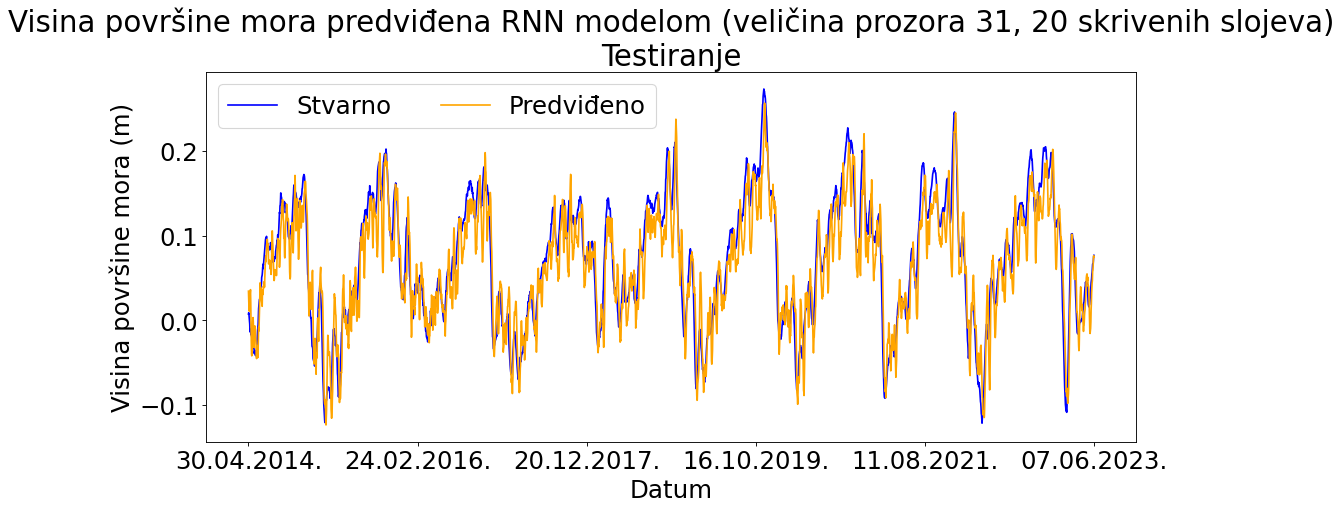 Visina površine mora predviđena RNN modelom (veličina prozora 31, 20 skrivenih slojeva)
Testiranje
Stvarno Predviđeno
Visina površine mora (m)
0.2
0.1
0.0
−0.1
30.04.2014. 24.02.2016. 20.12.2017. 16.10.2019. 11.08.2021. 07.06.2023.
Datum